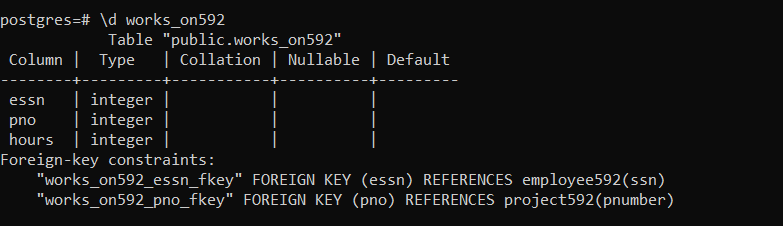 postgres=# \d works_on592
            Table "public.works_on592"
 Column |  Type   | Collation | Nullable | Default
--------+---------+-----------+----------+---------
 essn   | integer |           |          |
 pno    | integer |           |          |
 hours  | integer |           |          |
Foreign-key constraints:
    "works_on592_essn_fkey" FOREIGN KEY (essn) REFERENCES employee592(ssn)
    "works_on592_pno_fkey" FOREIGN KEY (pno) REFERENCES project592(pnumber)